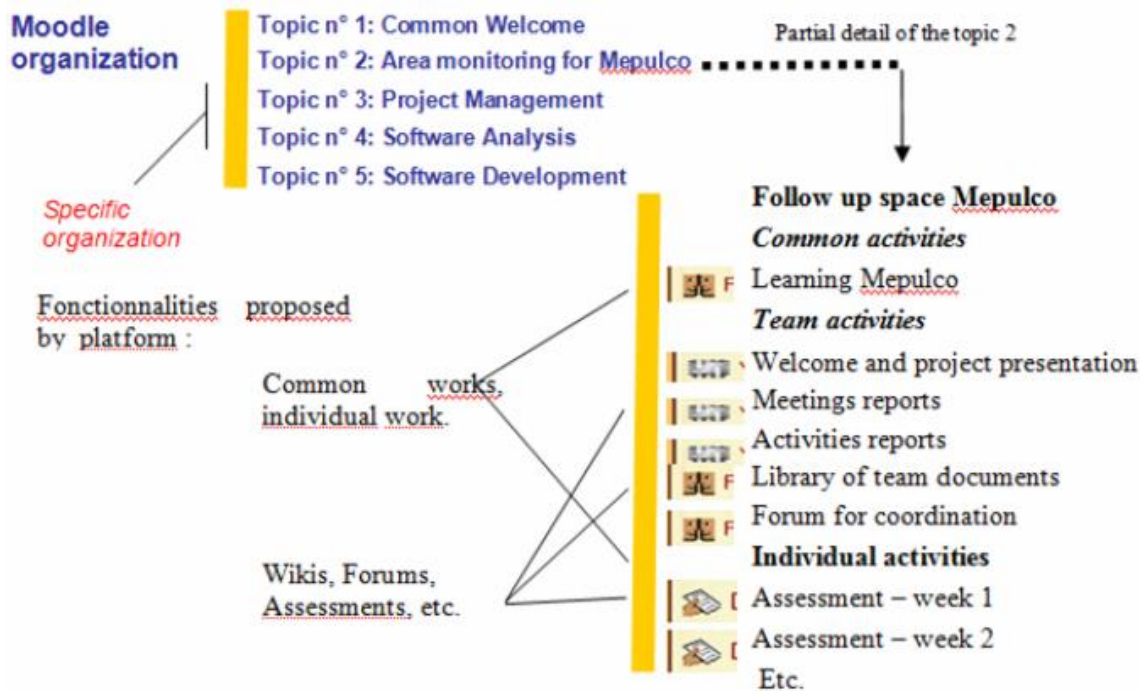 Moodle
organization
Topic n° 1: Common Welcome
Topic n° 2: Area monitoring for Mepulco
Topic n° 3: Project Management
Topic n° 4: Software Analysis
Topic n° 5: Software Development
Partial detail of the topic 2
Specific
organization
Fonctionnalities proposed
by platform :
Common works,
individual work.
Wikis, Forums,
Assessments, etc.
Follow up space Mepulco
Common activities
F Learning Mepulco
Team activities
Welcome and project presentation
Meetings reports
Activities reports
F Library of team documents
F Forum for coordination
Individual activities
Assessment – week 1
Assessment – week 2
Etc.